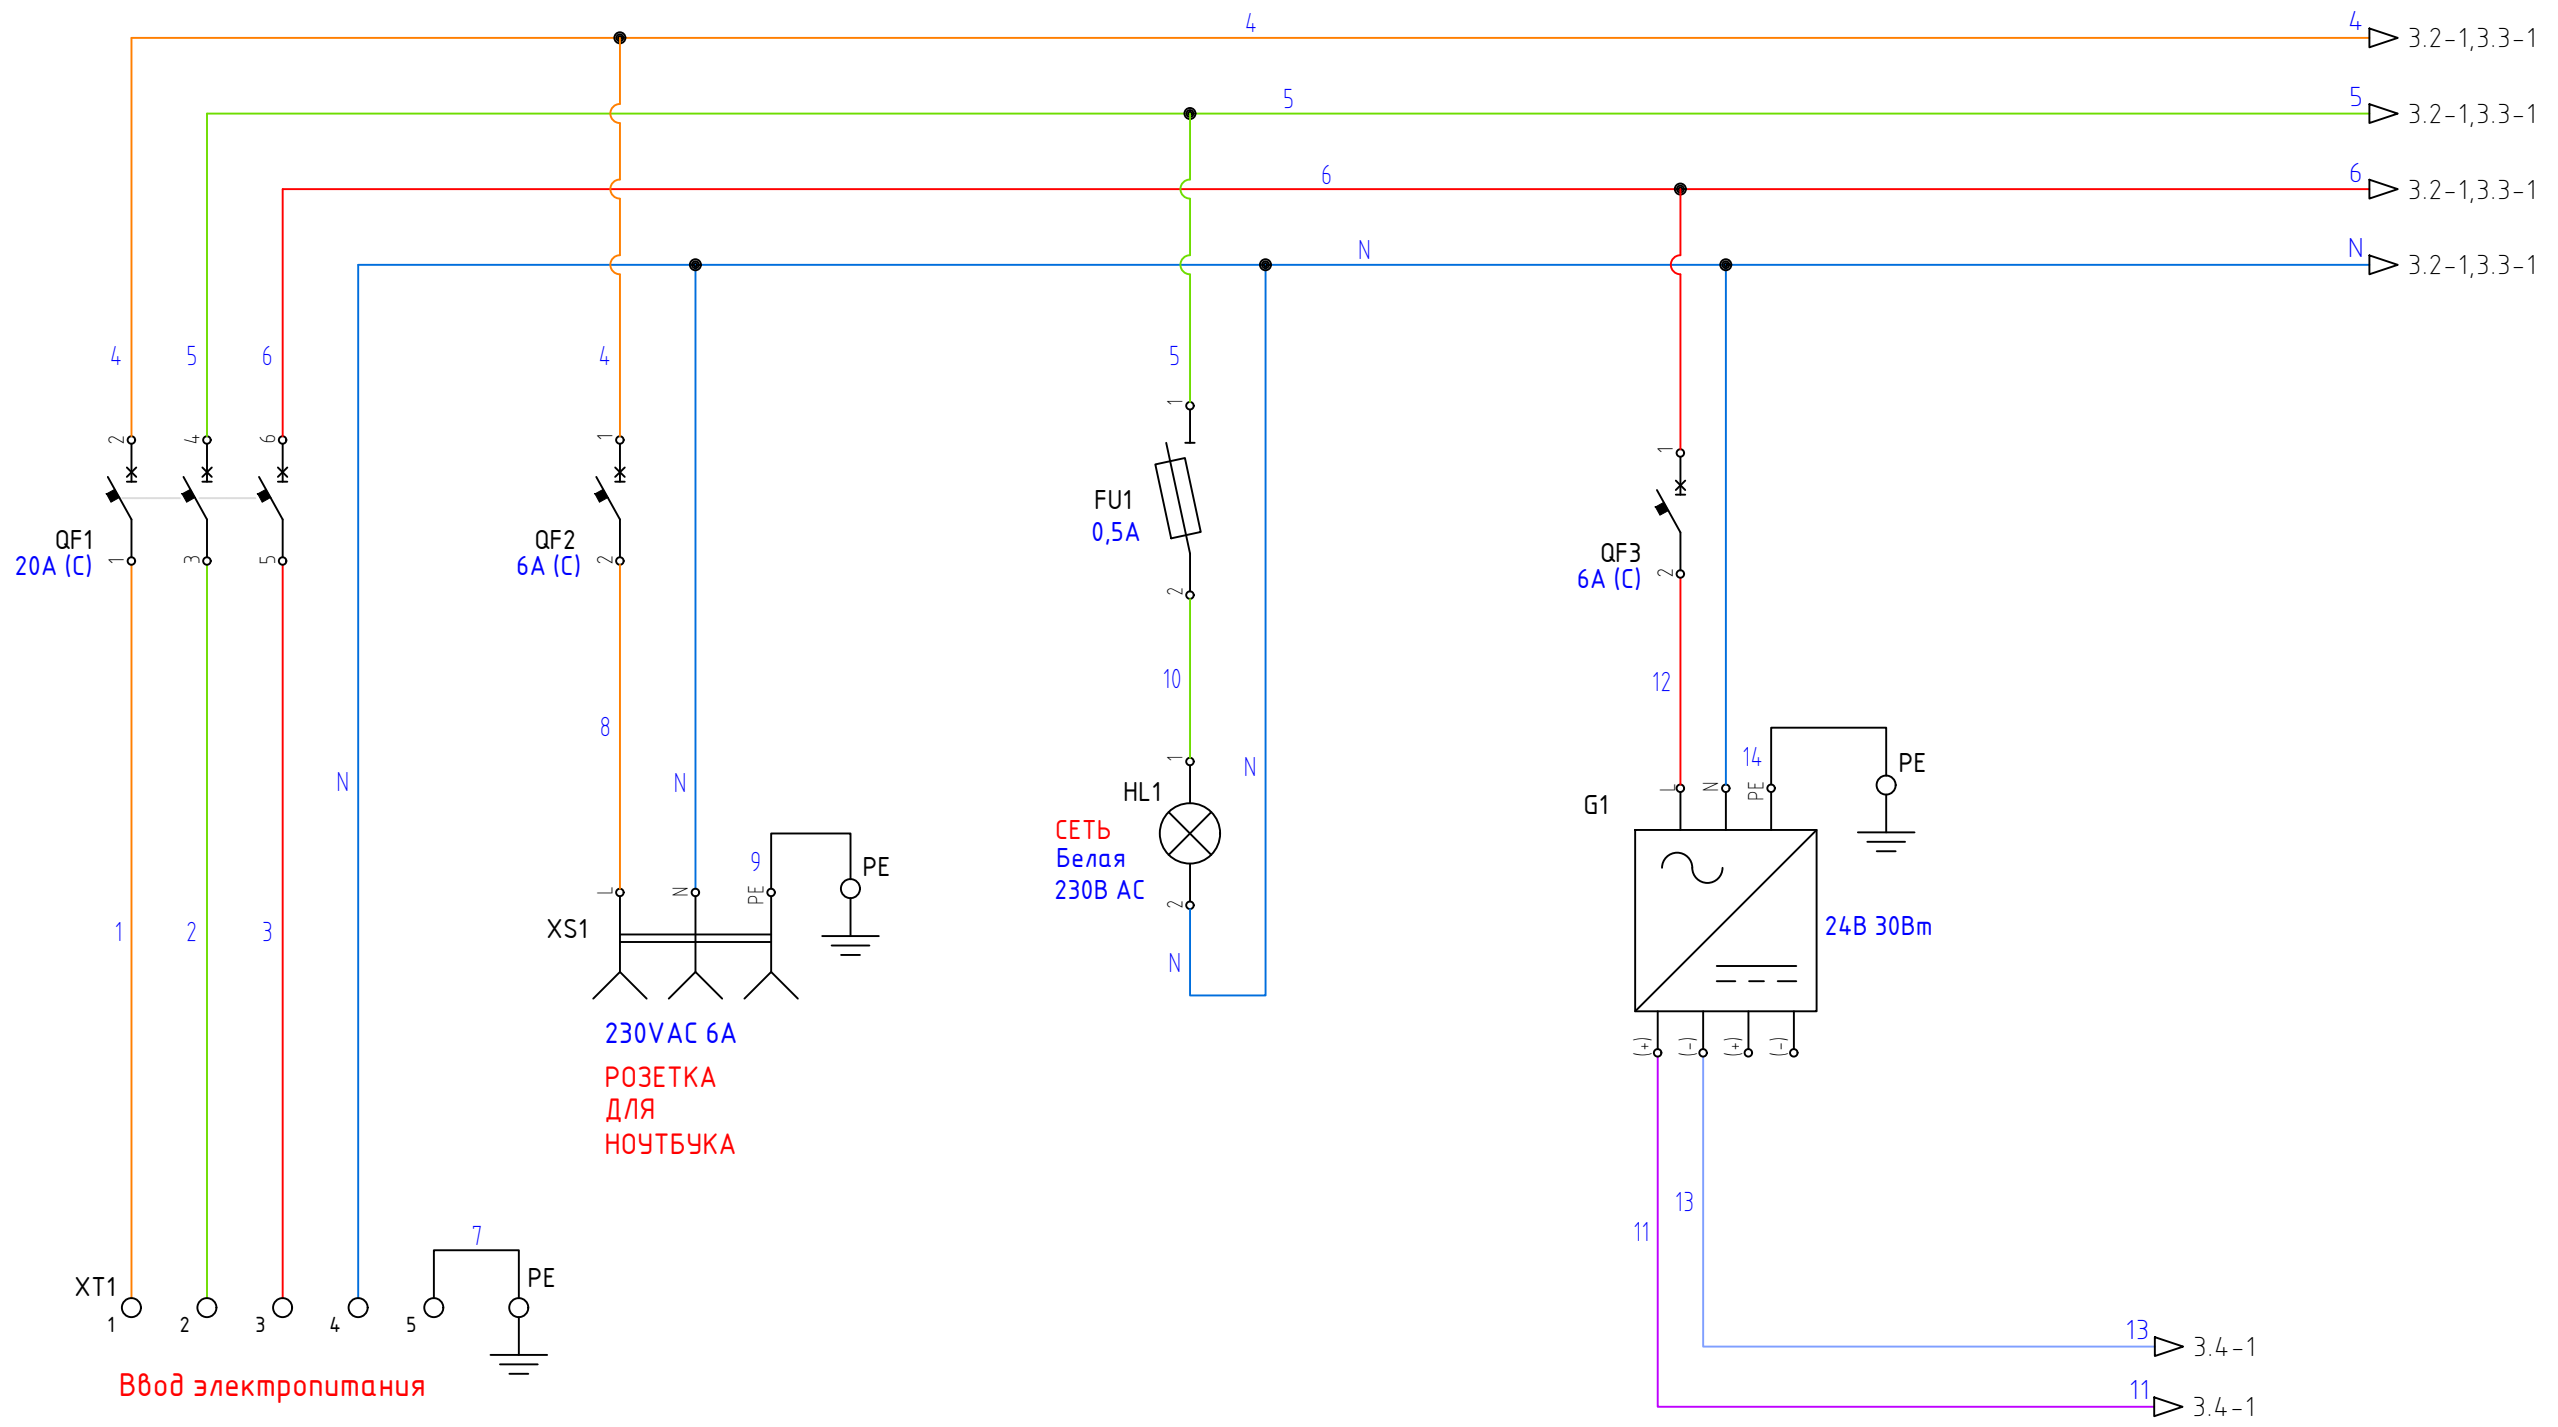 4
4
3.2-1,3.3-1
5
5
3.2-1,3.3-1
6
6
3.2-1,3.3-1
N
N
3.2-1,3.3-1
4
5
6
4
5
2
4
6
1
1
1
QF1
20A (C)
1
3
5
QF2
6A (C)
2
FU1
0,5A
2
QF3
6A (C)
2
8
10
12
N
N
N
1
HL1
СЕТЬ
Белая
230В AC
2
N
14
PE
L
N
PE
G1
24В 30Вт
9
PE
L
N
PE
XS1
230VAC 6A
РОЗЕТКА
ДЛЯ
НОУТБУКА
1
2
3
(+)
(-)
(+)
(-)
11
13
7
PE
XT1
1
2
3
4
5
Ввод электропитания
13
3.4-1
11
3.4-1